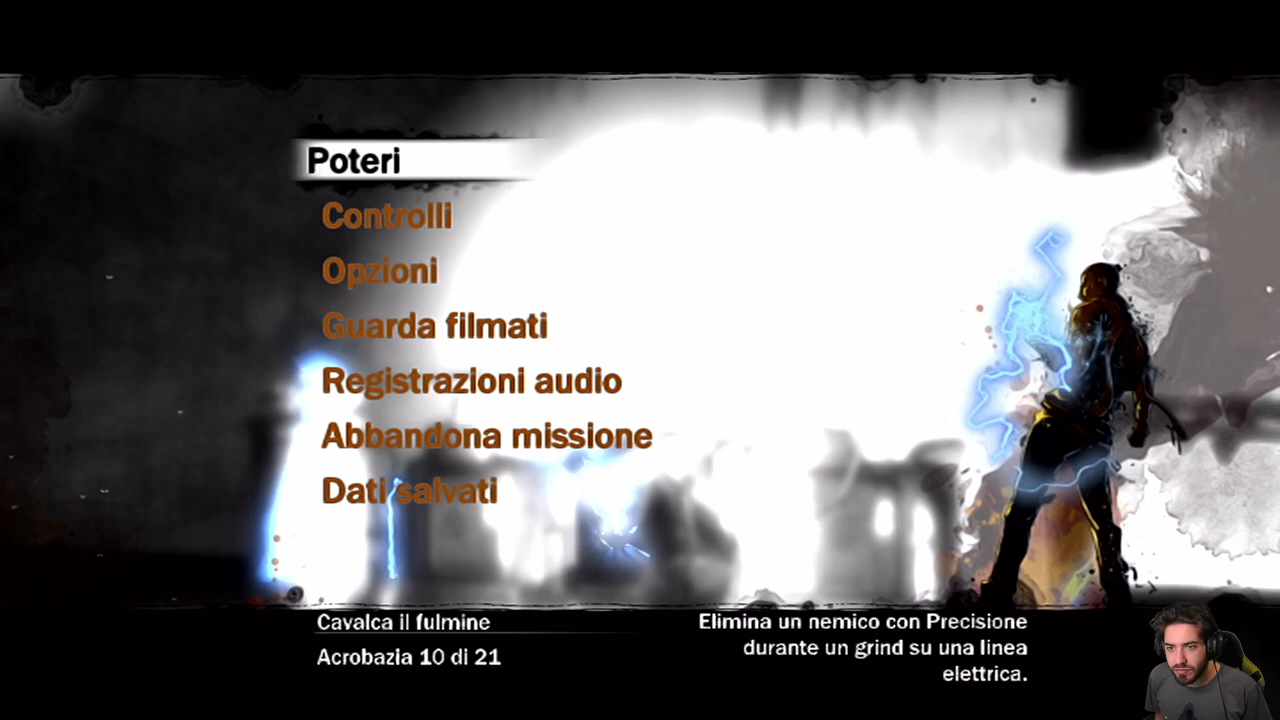 Poteri
Controlli
Opzioni
Guarda filmati
Registrazioni audio
Abbandona missione
Dati salvati
Cavalca il fulmine
Acrobazia 10 di 21
Elimina un nemico con Precisione
durante un grind su una linea
elettrica.